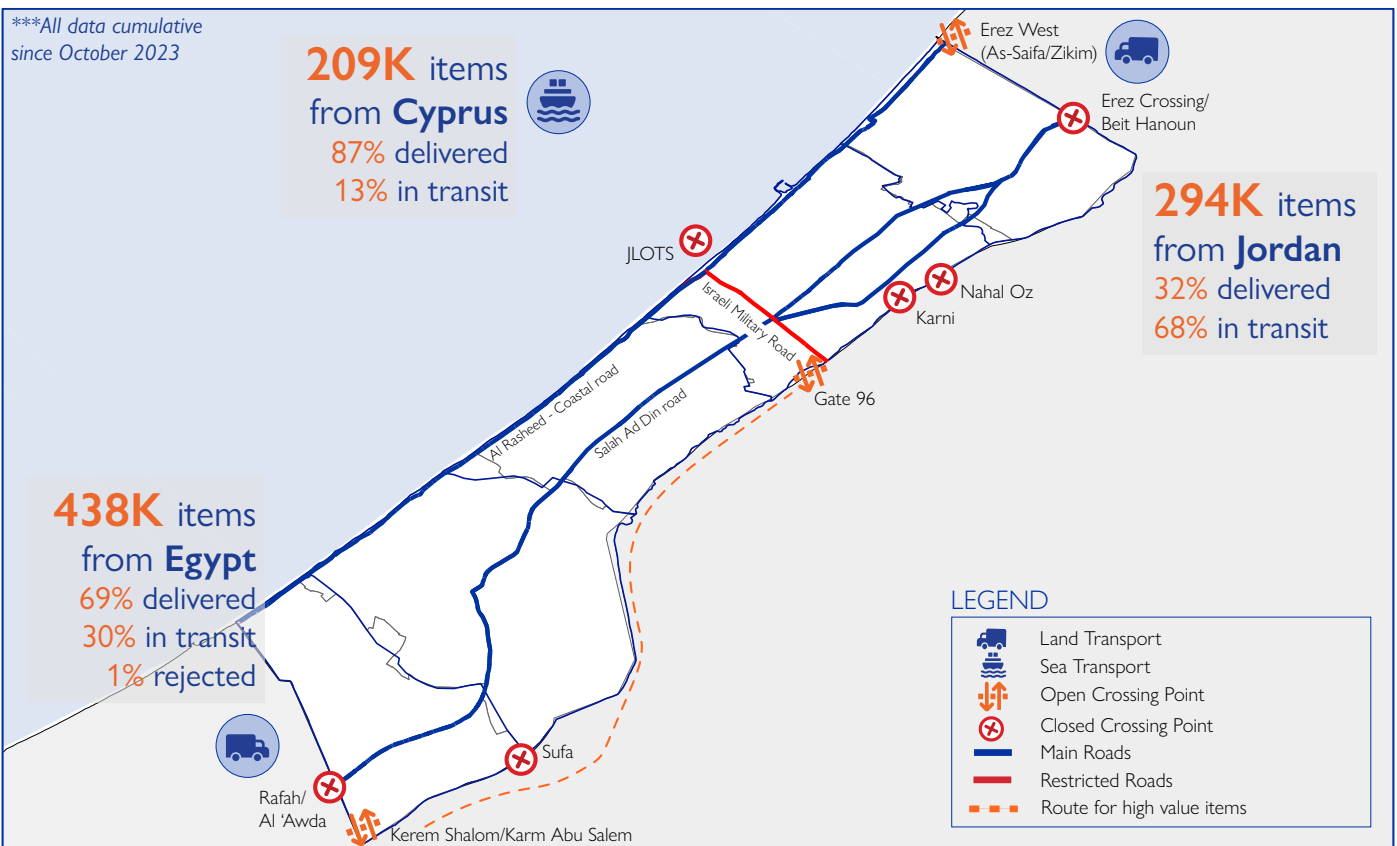 ***All data cumulative
since October 2023
209K items
from Cyprus
87% delivered
13% in transit
Erez West
(As-Saifa/Zikim)
Erez Crossing/
Beit Hanoun
294K items
from Jordan
32% delivered
68% in transit
JLOTS
Nahal Oz
Karni
Israeli Military Road
Gate 96
Al Rasheed - Coastal road
Salah Ad Din road
438K items
from Egypt
69% delivered
30% in transit
1% rejected
Sufa
Rafah/
Al ‘Awda
Kerem Shalom/Karm Abu Salem
LEGEND
Land Transport
Sea Transport
Open Crossing Point
Closed Crossing Point
Main Roads
Restricted Roads
Route for high value items